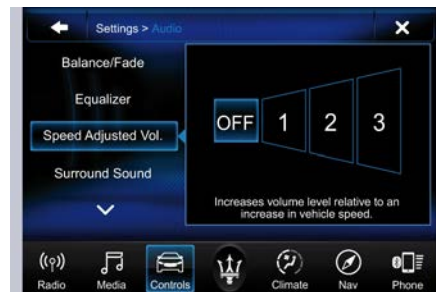 Settings > Audio
Balance/Fade
Equalizer
Speed Adjusted Vol.
Surround Sound
OFF 1 2 3
Increases volume level relative to an
increase in vehicle speed.
Radio Media Controls Climate Nav Phone